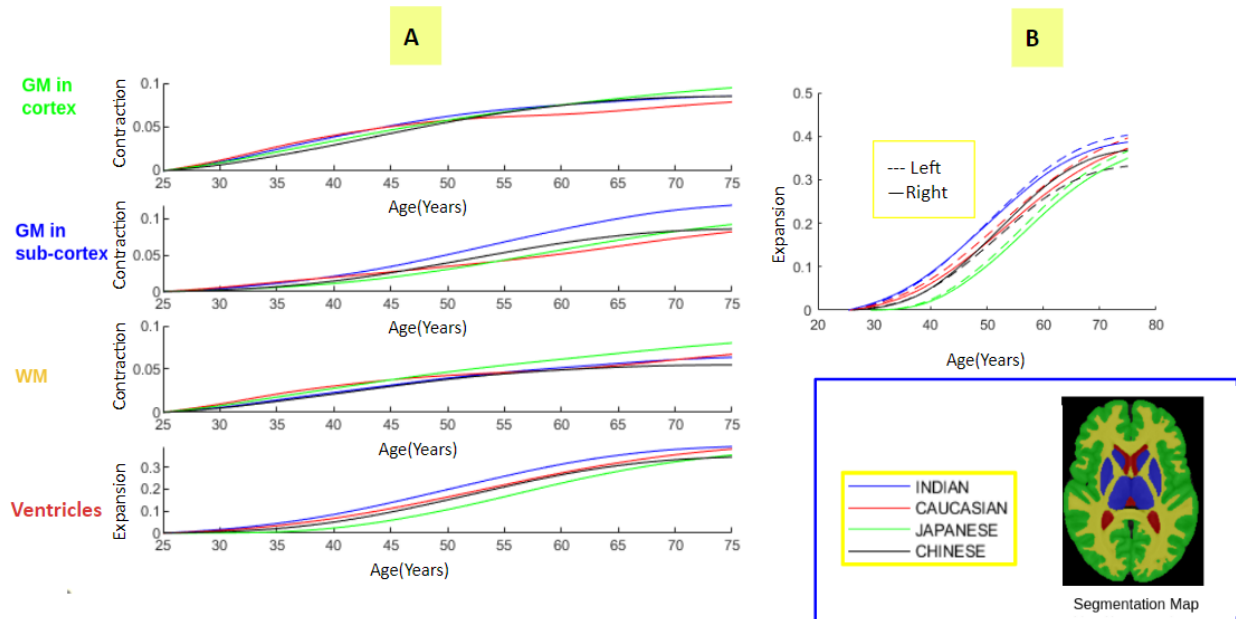 A
GM in
cortex
Contraction
0.1
0.05
0
25 30 35 40 45 50 55 60 65 70 75
Age(Years)
GM in
sub-cortex
Contraction
0.1
0.05
0
25 30 35 40 45 50 55 60 65 70 75
Age(Years)
WM
Contraction
0.1
0.05
0
25 30 35 40 45 50 55 60 65 70 75
Age(Years)
Ventricles
Expansion
0.3
0.2
0.1
0
25 30 35 40 45 50 55 60 65 70 75
Age(Years)
B
Expansion
0.5
0.4
0.3
0.2
0.1
0
--- Left
—Right
20 30 40 50 60 70 80
Age(Years)
INDIAN
CAUCASIAN
JAPANESE
CHINESE
Segmentation Map